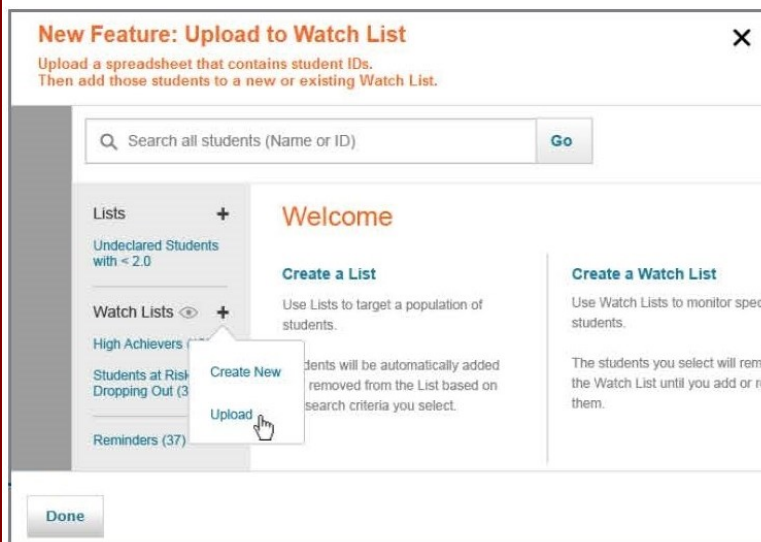 New Feature: Upload to Watch List
Upload a spreadsheet that contains student IDs.
Then add those students to a new or existing Watch List.
Search all students (Name or ID)
Go
Lists
Undeclared Students
with < 2.0
Watch Lists
High Achievers
Students at Risk
Dropping Out (3
Reminders (37)
Create New
Upload
Welcome
Create a List
Use Lists to target a population of
students.
will be automatically added
removed from the List based on
search criteria you select.
Create a Watch List
Use Watch Lists to monitor
students.
The students you select will
the Watch List until you add or
them.
Done